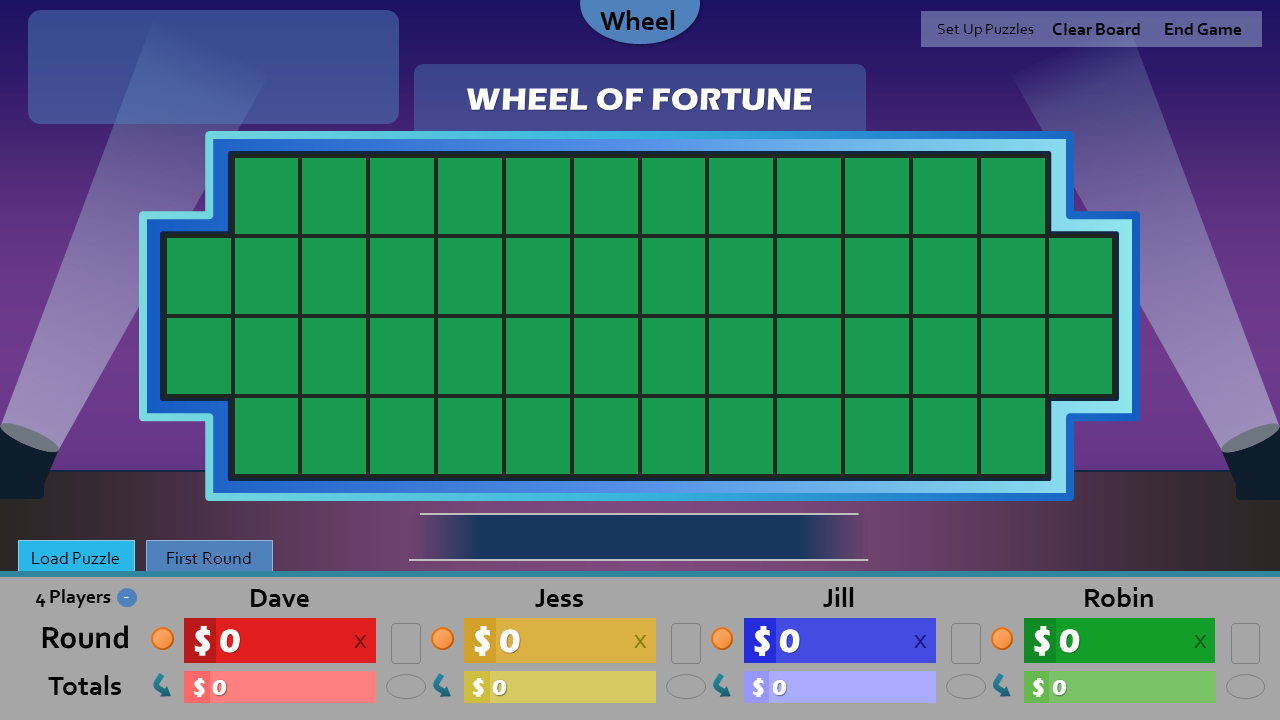 Wheel
Set Up Puzzles Clear Board End Game
WHEEL OF FORTUNE
Load Puzzle First Round
4 Players - Dave Jess Jill Robin
Round $ 0 X $ 0 X $ 0 X $ 0 X
Totals $ 0 $ 0 $ 0 $ 0